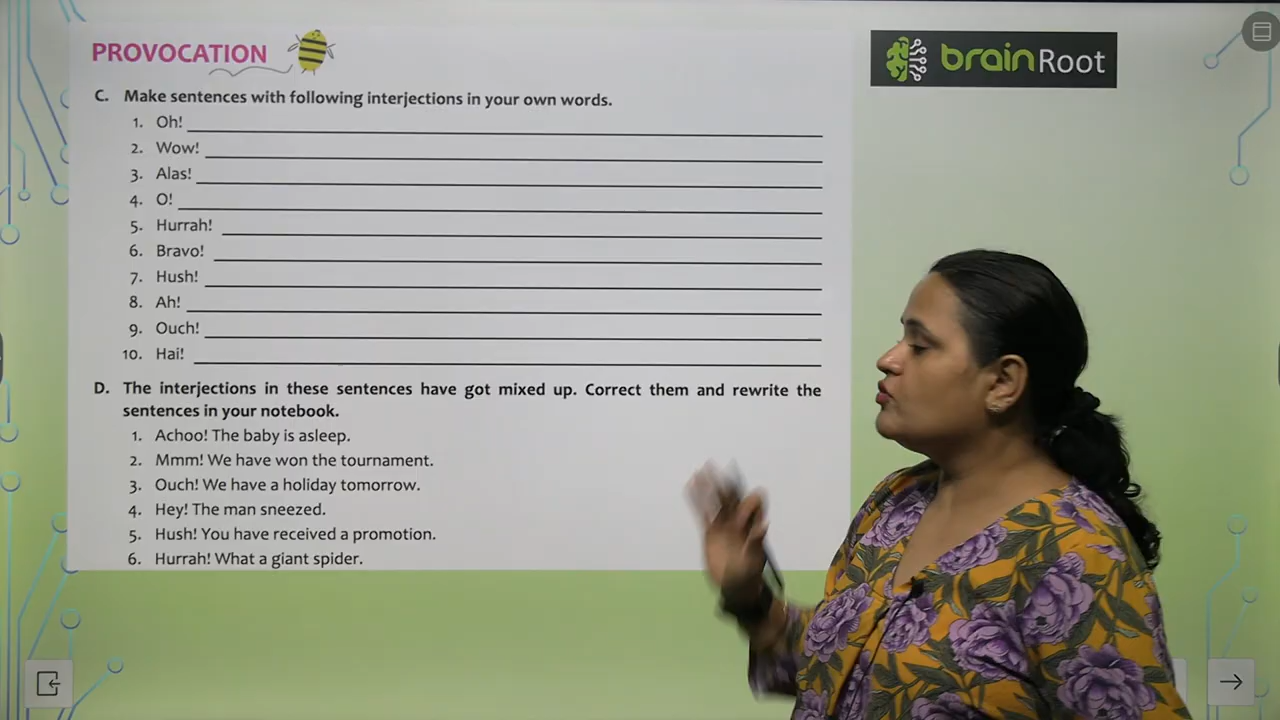 PROVOCATION
brainRoot
C. Make sentences with following interjections in your own words.
1. Oh!
2. Wow!
3. Alas!
4. O!
5. Hurrah!
6. Bravo!
7. Hush!
8. Ah!
9. Ouch!
10. Hai!
D. The interjections in these sentences have got mixed up. Correct them and rewrite the
sentences in your notebook.
1. Achoo! The baby is asleep.
2. Mmm! We have won the tournament.
3. Ouch! We have a holiday tomorrow.
4. Hey! The man sneezed.
5. Hush! You have received a promotion.
6. Hurrah! What a giant spider.